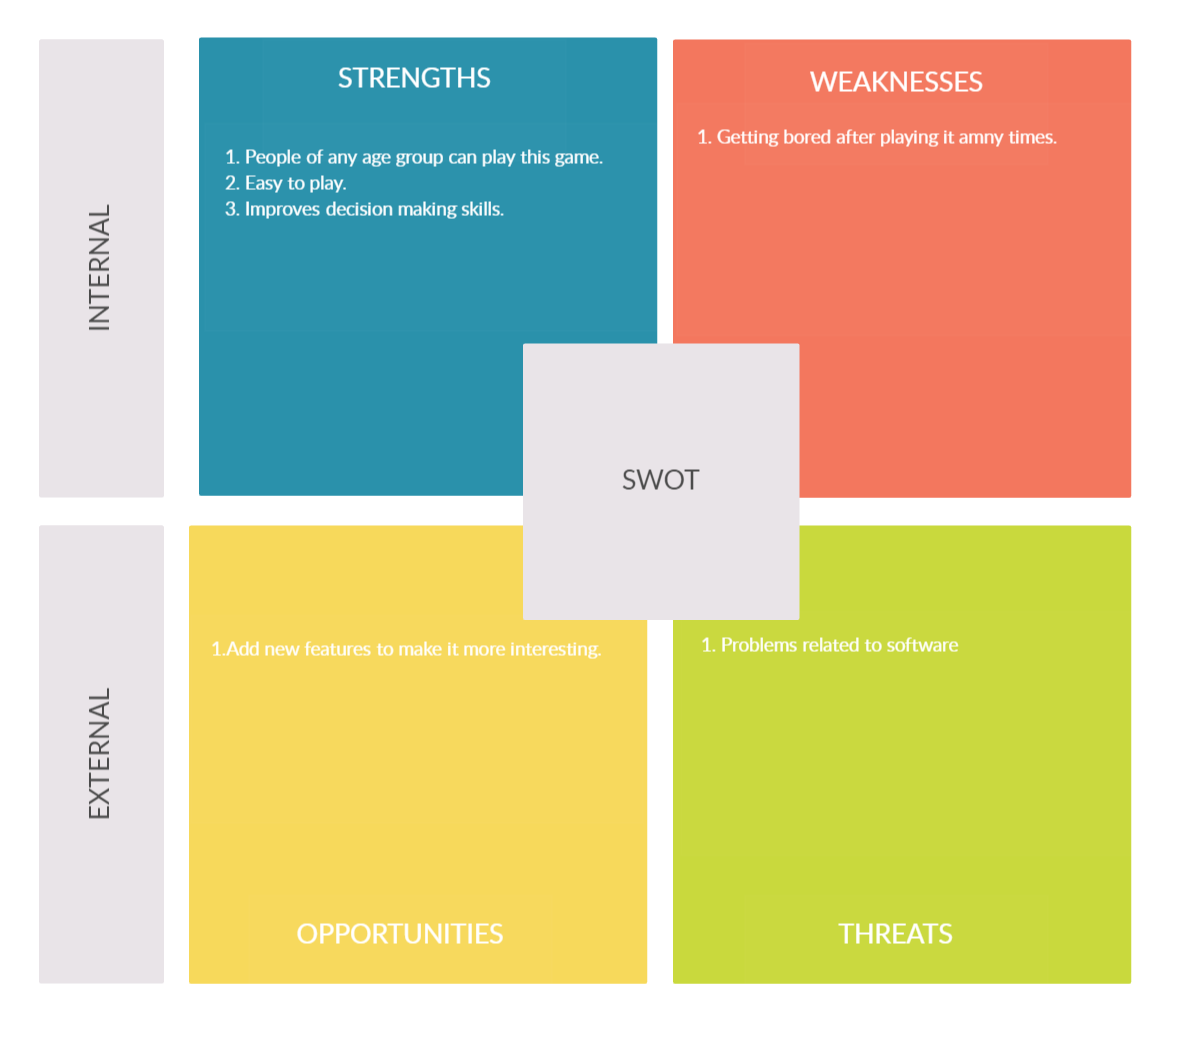 INTERNAL
STRENGTHS
1. People of any age group can play this game.
2. Easy to play.
3. Improves decision making skills.
WEAKNESSES
1. Getting bored after playing it amny times.
SWOT
EXTERNAL
1.Add new features to make it more interesting.
OPPORTUNITIES
1. Problems related to software
THREATS